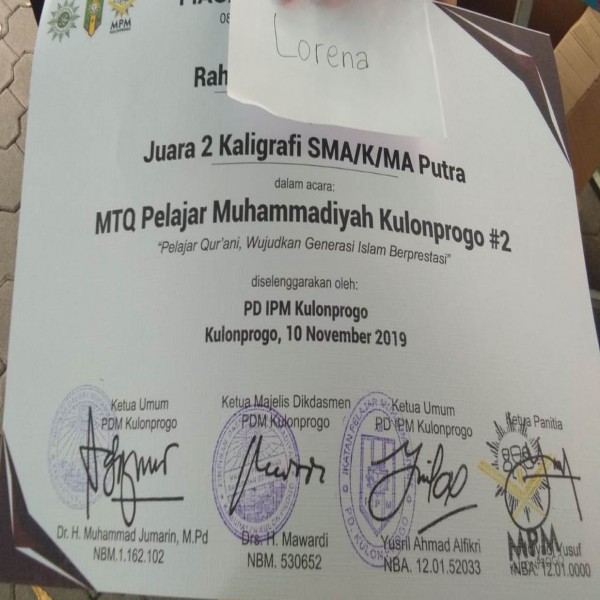 MPM
Lorena
Juara 2 Kaligrafi SMA/K/MA Putra
dalam acara:
MTQ Pelajar Muhammadiyah Kulonprogo #2
"Pelajar Qur'ani, Wujudkan Generasi Islam Berprestasi"
diselenggarakan oleh:
PD IPM Kulonprogo
Kulonprogo, 10 November 2019
Ketua Umum
PDM Kulonprogo
Dr. H. Muhammad Jumarin, M.Pd
NBM.1.162.102
Ketua Majelis Dikdasmen
PDM Kulonprogo
Drs. H. Mawardi
NBM. 530652
Ketua Umum
PD IPM Kulonprogo
Yusril Ahmad Alfikri
NBA. 12.01.52033
Ketua Panitia
MPM
Yusuf
NBA. 12.01.0000